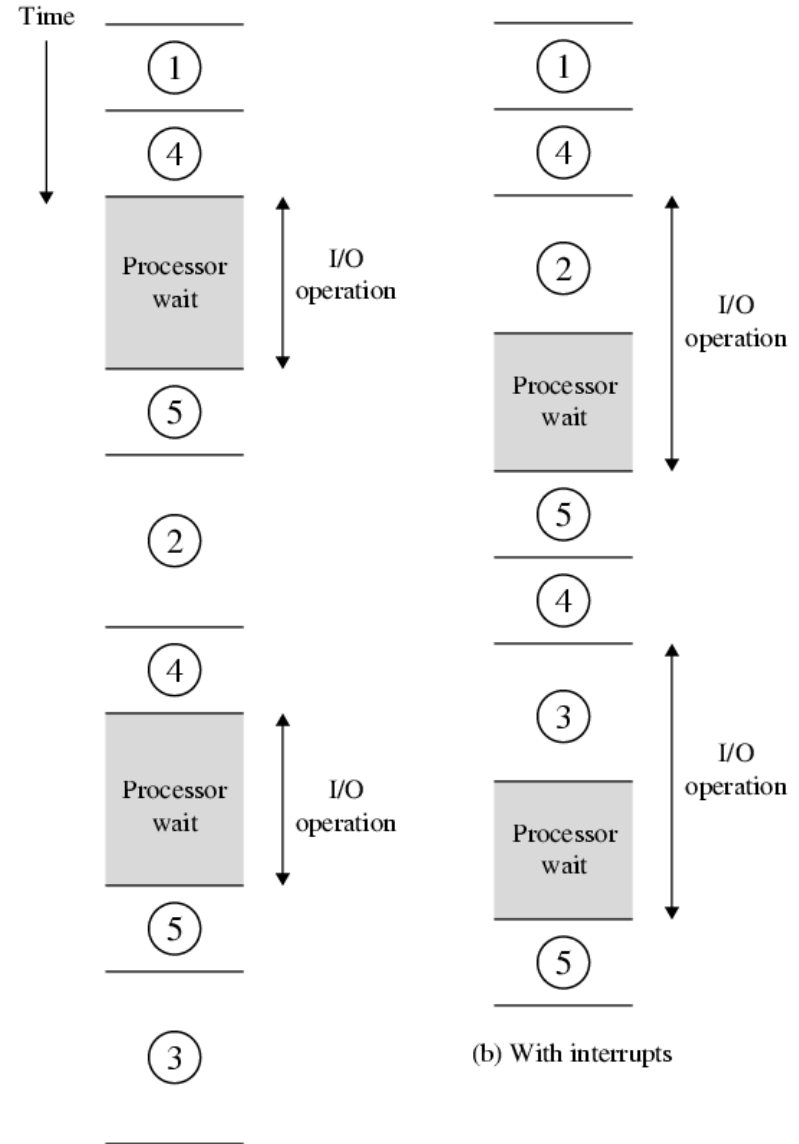 Time
1
4
Processor
wait
I/O
operation
5
2
4
Processor
wait
I/O
operation
5
3
1
4
2
I/O
operation
Processor
wait
5
4
3
I/O
operation
Processor
wait
5
(b) With interrupts